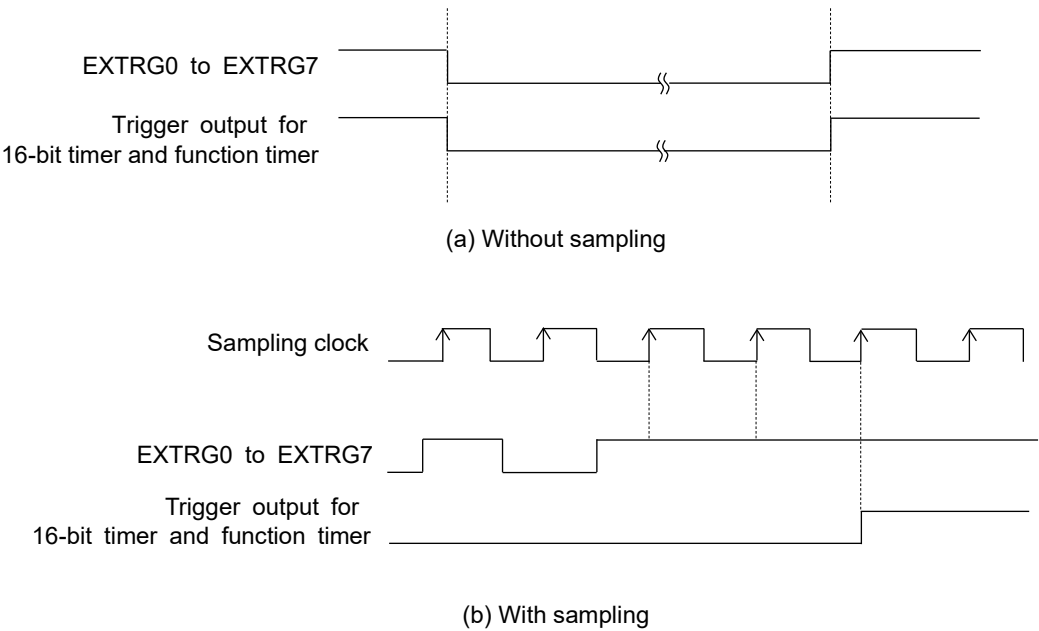 EXTRG0 to EXTRG7
Trigger output for
16-bit timer and function timer
(a) Without sampling
Sampling clock
EXTRG0 to EXTRG7
Trigger output for
16-bit timer and function timer
(b) With sampling